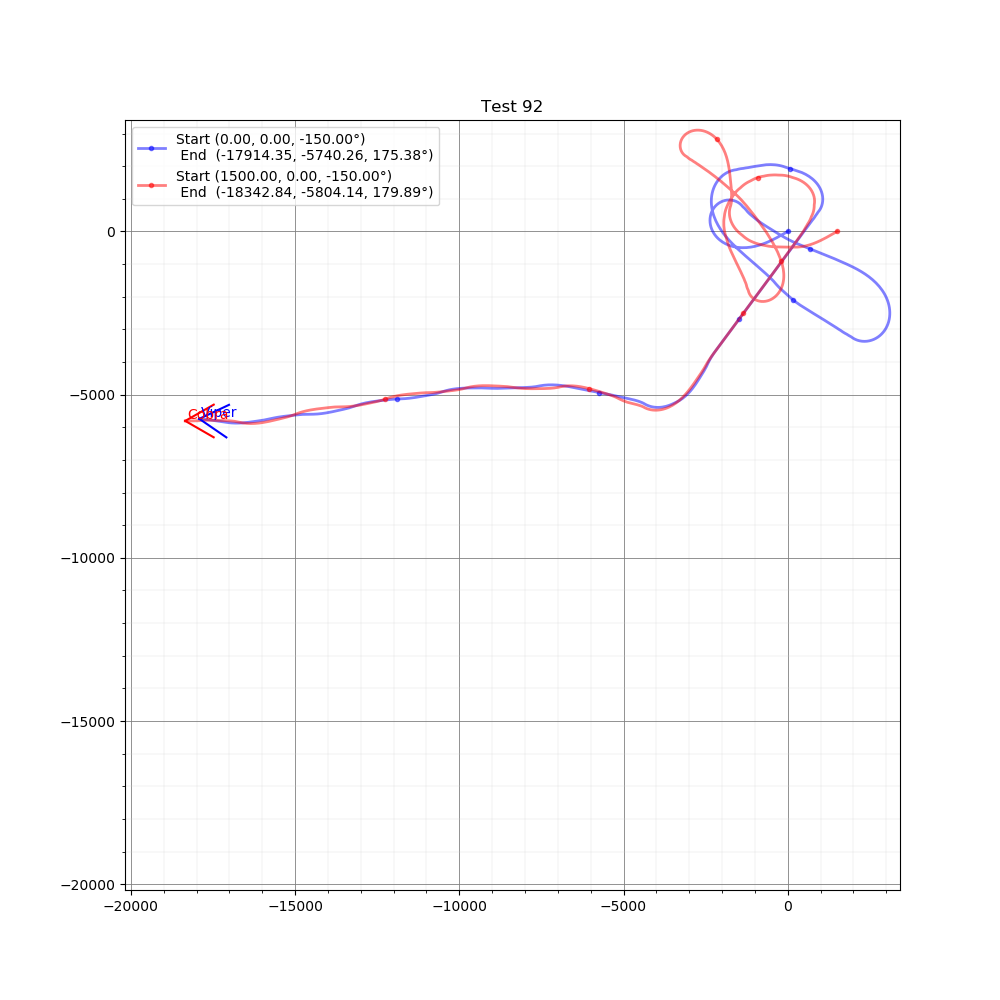 Test 92
Start (0.00, 0.00, -150.00°)
End (-17914.35, -5740.26, 175.38°)
Start (1500.00, 0.00, -150.00°)
End (-18342.84, -5804.14, 179.89°)
0
−5000
−10000
−15000
−20000
Viper
−20000
−15000
−10000
−5000
0